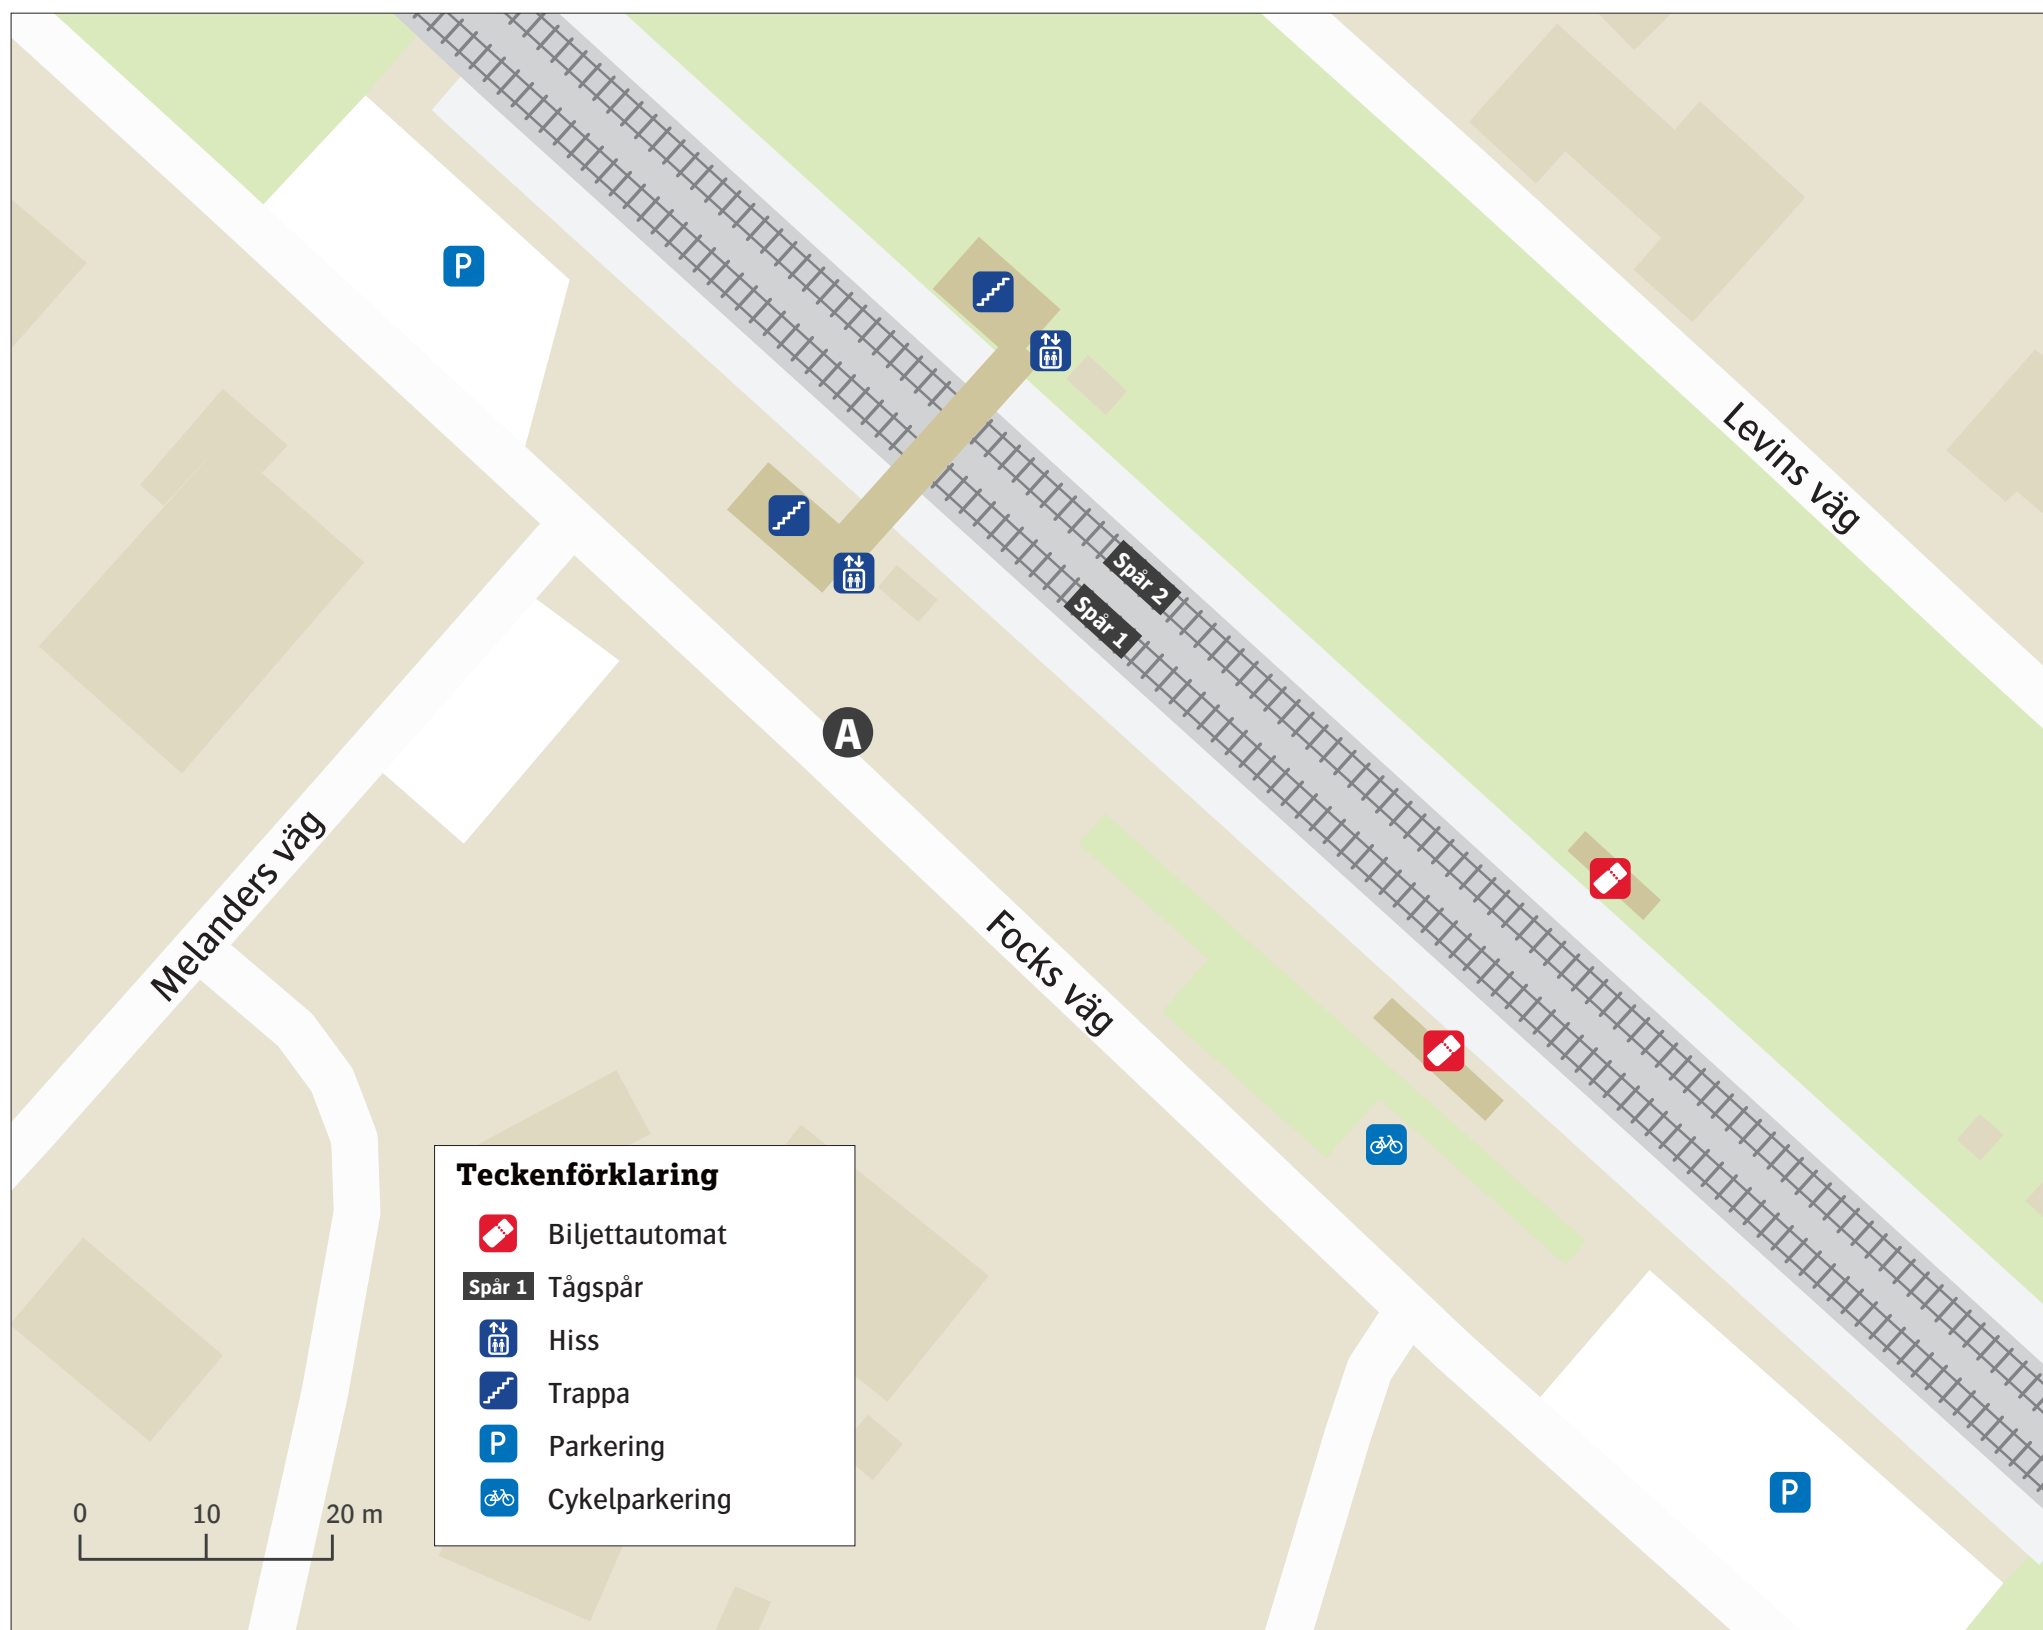 P
Levins väg
Spår 2
Spår 1
A
Melanders väg
Focks väg
Teckenförklaring
Biljettautomat
Spår 1 Tågspår
Hiss
Trappa
P Parkering
Cykelparkering
0 10 20 m
P